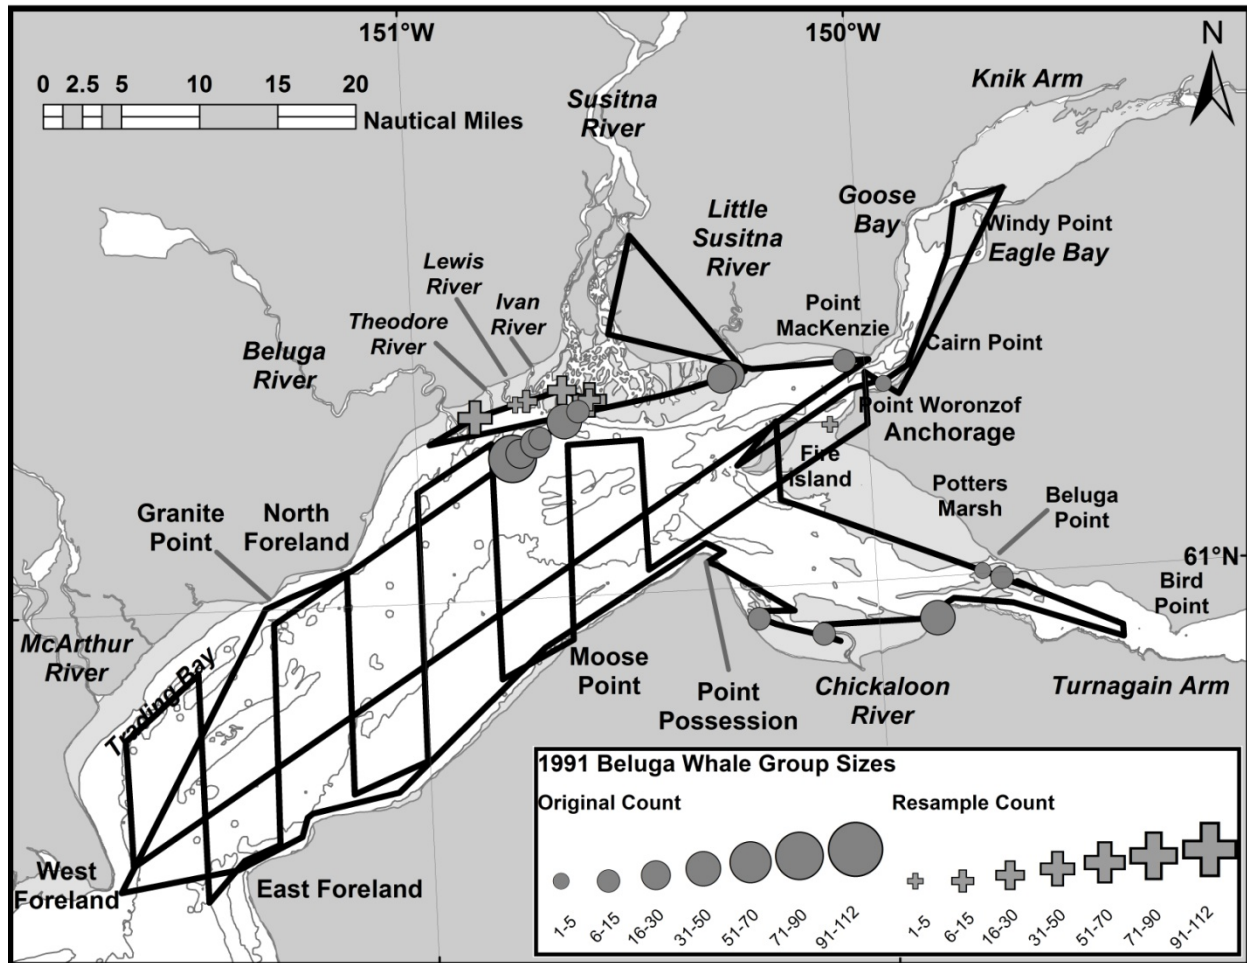 151°W
150°W
N
0 2.5 5 10 15 20
Nautical Miles
Knik Arm
Susitna
River
Goose
Bay
Little
Susitna
River
Windy Point
Eagle Bay
Lewis
River
Ivan
River
Theodore
River
Point
MacKenzie
Beluga
River
Cairn Point
Point Woronzof
Anchorage
Fire
Island
Potters
Marsh
Beluga
Point
Granite
Point
North
Foreland
61°N
Bird
Point
McArthur
River
Trading Bay
Moose
Point
Point
Possession
Chickaloon
River
Turnagain Arm
West
Foreland
East Foreland
1991 Beluga Whale Group Sizes
Original Count
Resample Count
1-5
6-15
16-30
31-50
51-70
71-90
91-112
1-5
6-15
16-30
31-50
51-70
71-90
91-112